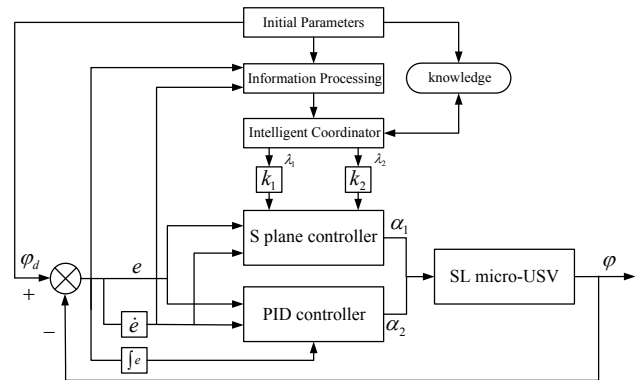 Initial Parameters
Information Processing
knowledge
Intelligent Coordinator
λ₁
λ₂
k₁
k₂
S plane controller
α₁
φ_d
e
SL micro-USV
φ
+
−
ė
PID controller
α₂
∫e